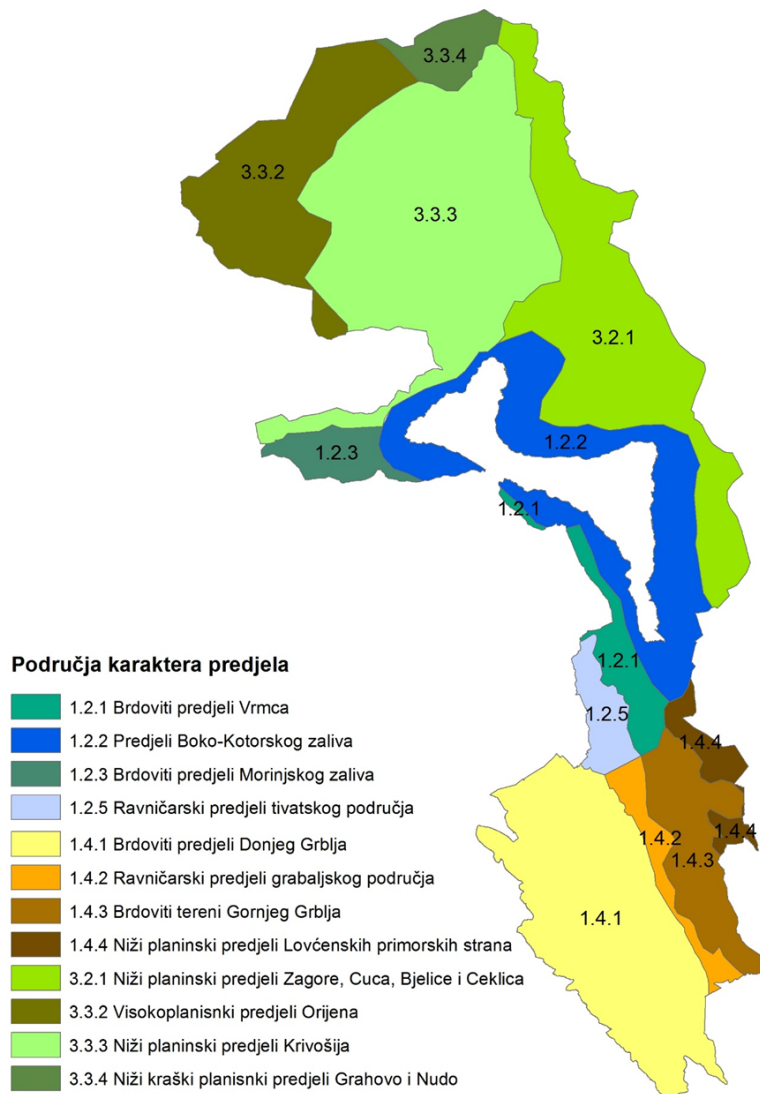 3.3.4
3.3.2
3.3.3
3.2.1
1.2.2
1.2.3
1.2.1
1.2.1
1.2.5
1.4.4
1.4.2
1.4.4
1.4.3
1.4.1
Područja karaktera predjela
1.2.1 Brdoviti predjeli Vrmca
1.2.2 Predjeli Boko-Kotorskog zaliva
1.2.3 Brdoviti predjeli Morinjskog zaliva
1.2.5 Ravničarski predjeli tivatskog područja
1.4.1 Brdoviti predjeli Donjeg Grblja
1.4.2 Ravničarski predjeli grabaljskog područja
1.4.3 Brdoviti tereni Gornjeg Grblja
1.4.4 Niži planinski predjeli Lovćenskih primorskih strana
3.2.1 Niži planinski predjeli Zagore, Cuca, Bjelice i Ceklica
3.3.2 Visokoplanisnki predjeli Orijena
3.3.3 Niži planinski predjeli Krivošija
3.3.4 Niži kraški planisnki predjeli Grahovo i Nudo